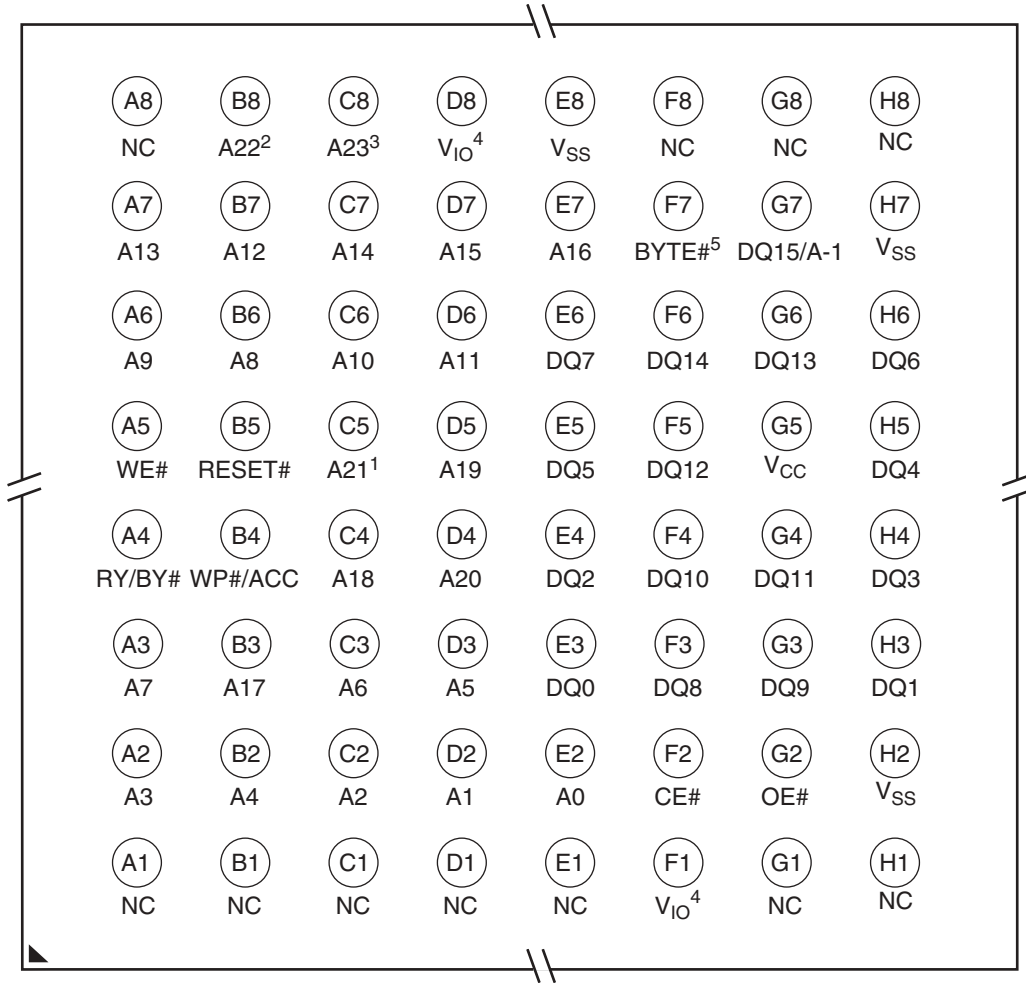 A8 B8 C8 D8 E8 F8 G8 H8
NC A22² A23³ V_IO⁴ V_SS NC NC NC
A7 B7 C7 D7 E7 F7 G7 H7
A13 A12 A14 A15 A16 BYTE#⁵ DQ15/A-1 V_SS
A6 B6 C6 D6 E6 F6 G6 H6
A9 A8 A10 A11 DQ7 DQ14 DQ13 DQ6
A5 B5 C5 D5 E5 F5 G5 H5
WE# RESET# A21¹ A19 DQ5 DQ12 V_CC DQ4
A4 B4 C4 D4 E4 F4 G4 H4
RY/BY# WP#/ACC A18 A20 DQ2 DQ10 DQ11 DQ3
A3 B3 C3 D3 E3 F3 G3 H3
A7 A17 A6 A5 DQ0 DQ8 DQ9 DQ1
A2 B2 C2 D2 E2 F2 G2 H2
A3 A4 A2 A1 A0 CE# OE# V_SS
A1 B1 C1 D1 E1 F1 G1 H1
NC NC NC NC NC V_IO⁴ NC NC